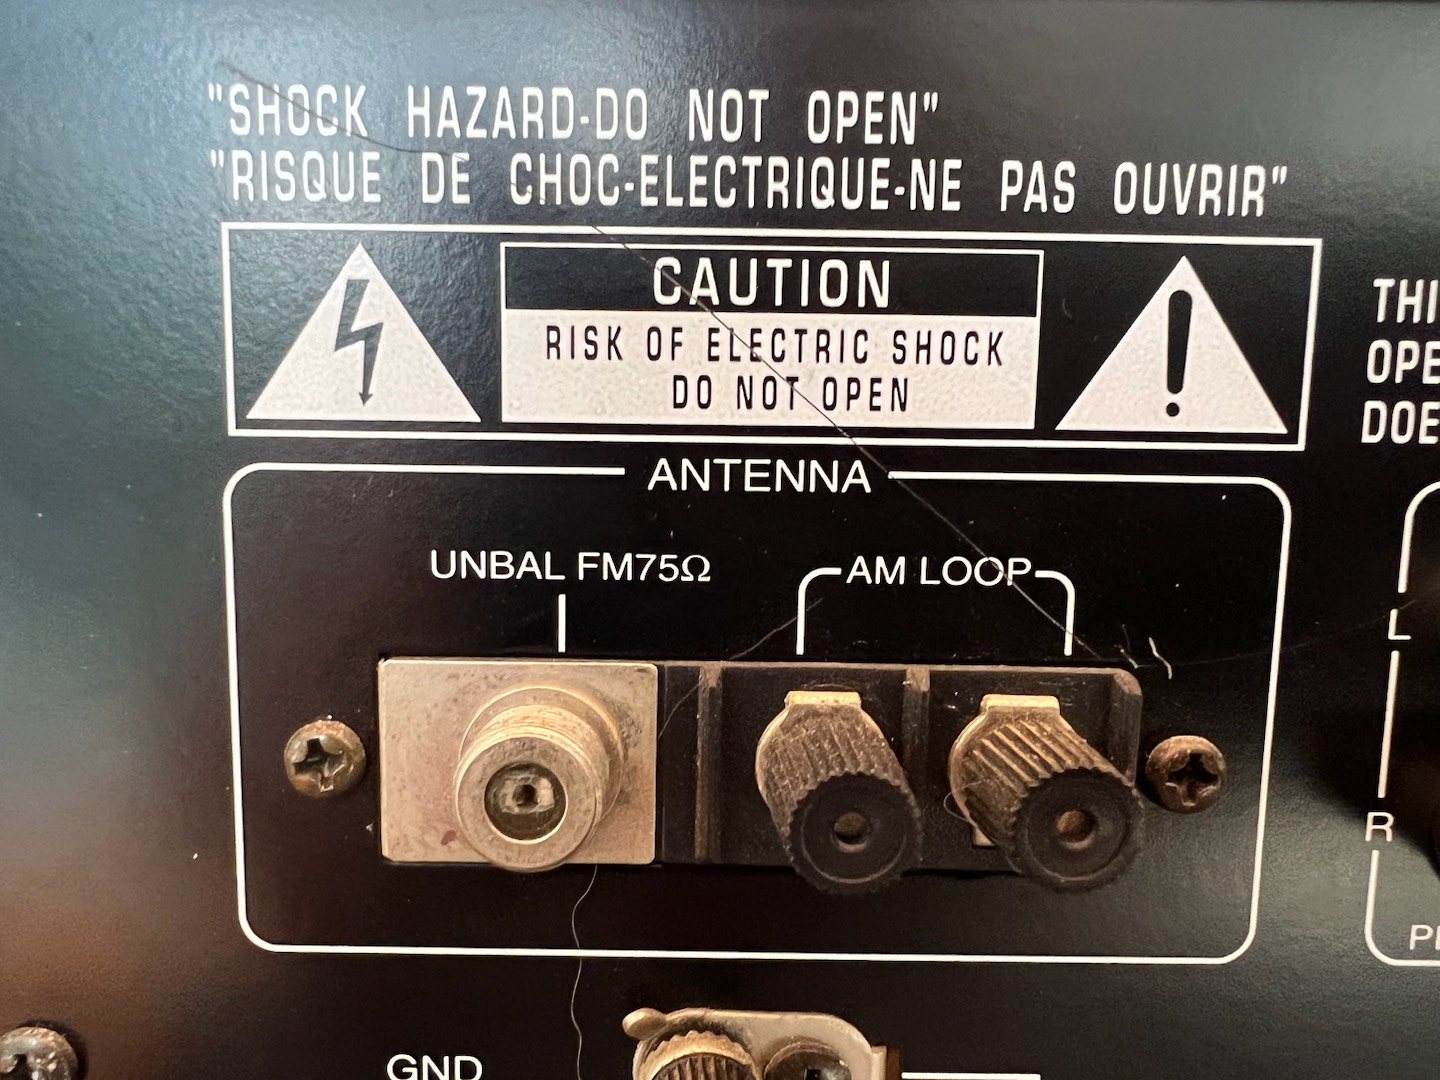 "SHOCK HAZARD-DO NOT OPEN"
"RISQUE DE CHOC-ELECTRIQUE-NE PAS OUVRIR"
CAUTION
RISK OF ELECTRIC SHOCK
DO NOT OPEN
ANTENNA
UNBAL FM75Ω
AM LOOP
GND
L
R